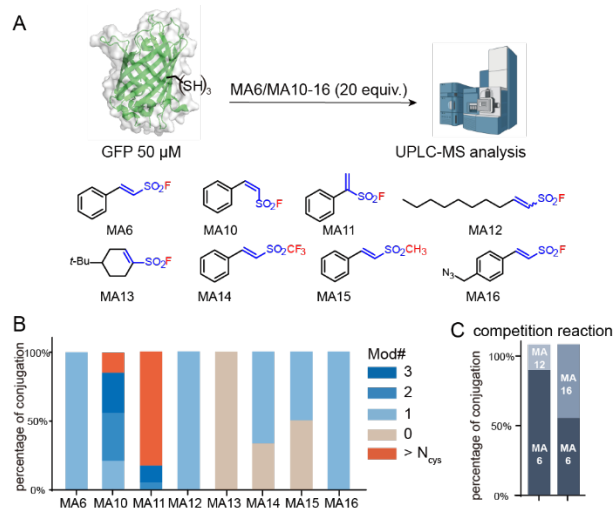 A
(SH)3
MA6/MA10-16 (20 equiv.)
GFP 50 μM
UPLC-MS analysis
SO2F
MA6
SO2F
MA10
SO2F
MA11
SO2F
MA12
t-Bu
SO2F
MA13
SO2CF3
MA14
SO2CH3
MA15
N3
SO2F
MA16
B
percentage of conjugation
100%
50%
0%
MA6 MA10 MA11 MA12 MA13 MA14 MA15 MA16
Mod#
3
2
1
0
> Ncys
C competition reaction
percentage of conjugation
100%
50%
0%
MA
12
MA
6
MA
16
MA
6